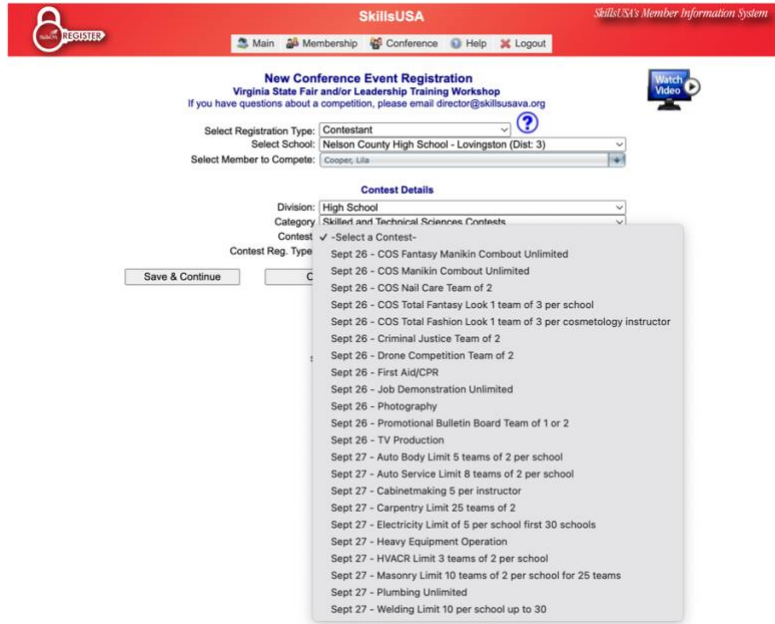 SkillsUSA
SkillsUSA's Member Information System
REGISTER
Main Membership Conference Help Logout
New Conference Event Registration
Virginia State Fair and/or Leadership Training Workshop
If you have questions about a competition, please email director@skillsusava.org
Watch Video
Select Registration Type: Contestant
?
Select School: Nelson County High School - Lovingston (Dist: 3)
Select Member to Compete: Cooper, Lila
Contest Details
Division: High School
Category Skilled and Technical Sciences Contests
Contest ✓ -Select a Contest-
Contest Reg. Type
Save & Continue
C
Sept 26 - COS Fantasy Manikin Combout Unlimited
Sept 26 - COS Manikin Combout Unlimited
Sept 26 - COS Nail Care Team of 2
Sept 26 - COS Total Fantasy Look 1 team of 3 per school
Sept 26 - COS Total Fashion Look 1 team of 3 per cosmetology instructor
Sept 26 - Criminal Justice Team of 2
Sept 26 - Drone Competition Team of 2
Sept 26 - First Aid/CPR
Sept 26 - Job Demonstration Unlimited
Sept 26 - Photography
Sept 26 - Promotional Bulletin Board Team of 1 or 2
Sept 26 - TV Production
Sept 27 - Auto Body Limit 5 teams of 2 per school
Sept 27 - Auto Service Limit 8 teams of 2 per school
Sept 27 - Cabinetmaking 5 per instructor
Sept 27 - Carpentry Limit 25 teams of 2
Sept 27 - Electricity Limit of 5 per school first 30 schools
Sept 27 - Heavy Equipment Operation
Sept 27 - HVACR Limit 3 teams of 2 per school
Sept 27 - Masonry Limit 10 teams of 2 per school for 25 teams
Sept 27 - Plumbing Unlimited
Sept 27 - Welding Limit 10 per school up to 30